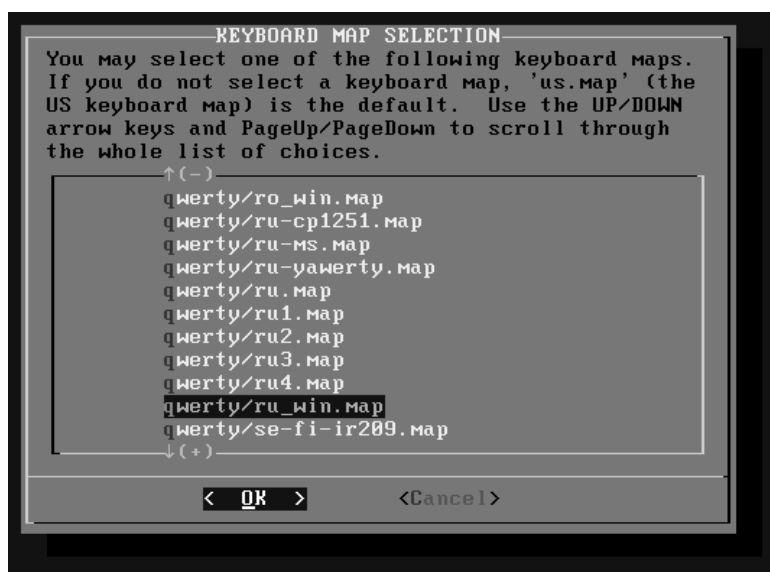 KEYBOARD MAP SELECTION
You may select one of the following keyboard maps.
If you do not select a keyboard map, 'us.map' (the
US keyboard map) is the default.  Use the UP/DOWN
arrow keys and PageUp/PageDown to scroll through
the whole list of choices.
↑(-)
qwerty/ro_win.map
qwerty/ru-cp1251.map
qwerty/ru-ms.map
qwerty/ru-yawerty.map
qwerty/ru.map
qwerty/ru1.map
qwerty/ru2.map
qwerty/ru3.map
qwerty/ru4.map
qwerty/ru_win.map
qwerty/se-fi-ir209.map
↓(+)
<  OK  > <Cancel>